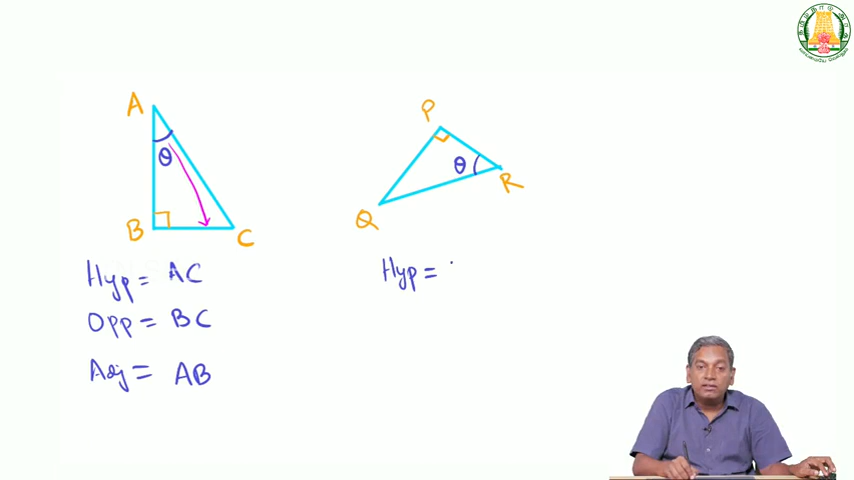 A
θ
B
C
Hyp = AC
Opp = BC
Adj = AB
P
θ
R
Q
Hyp =